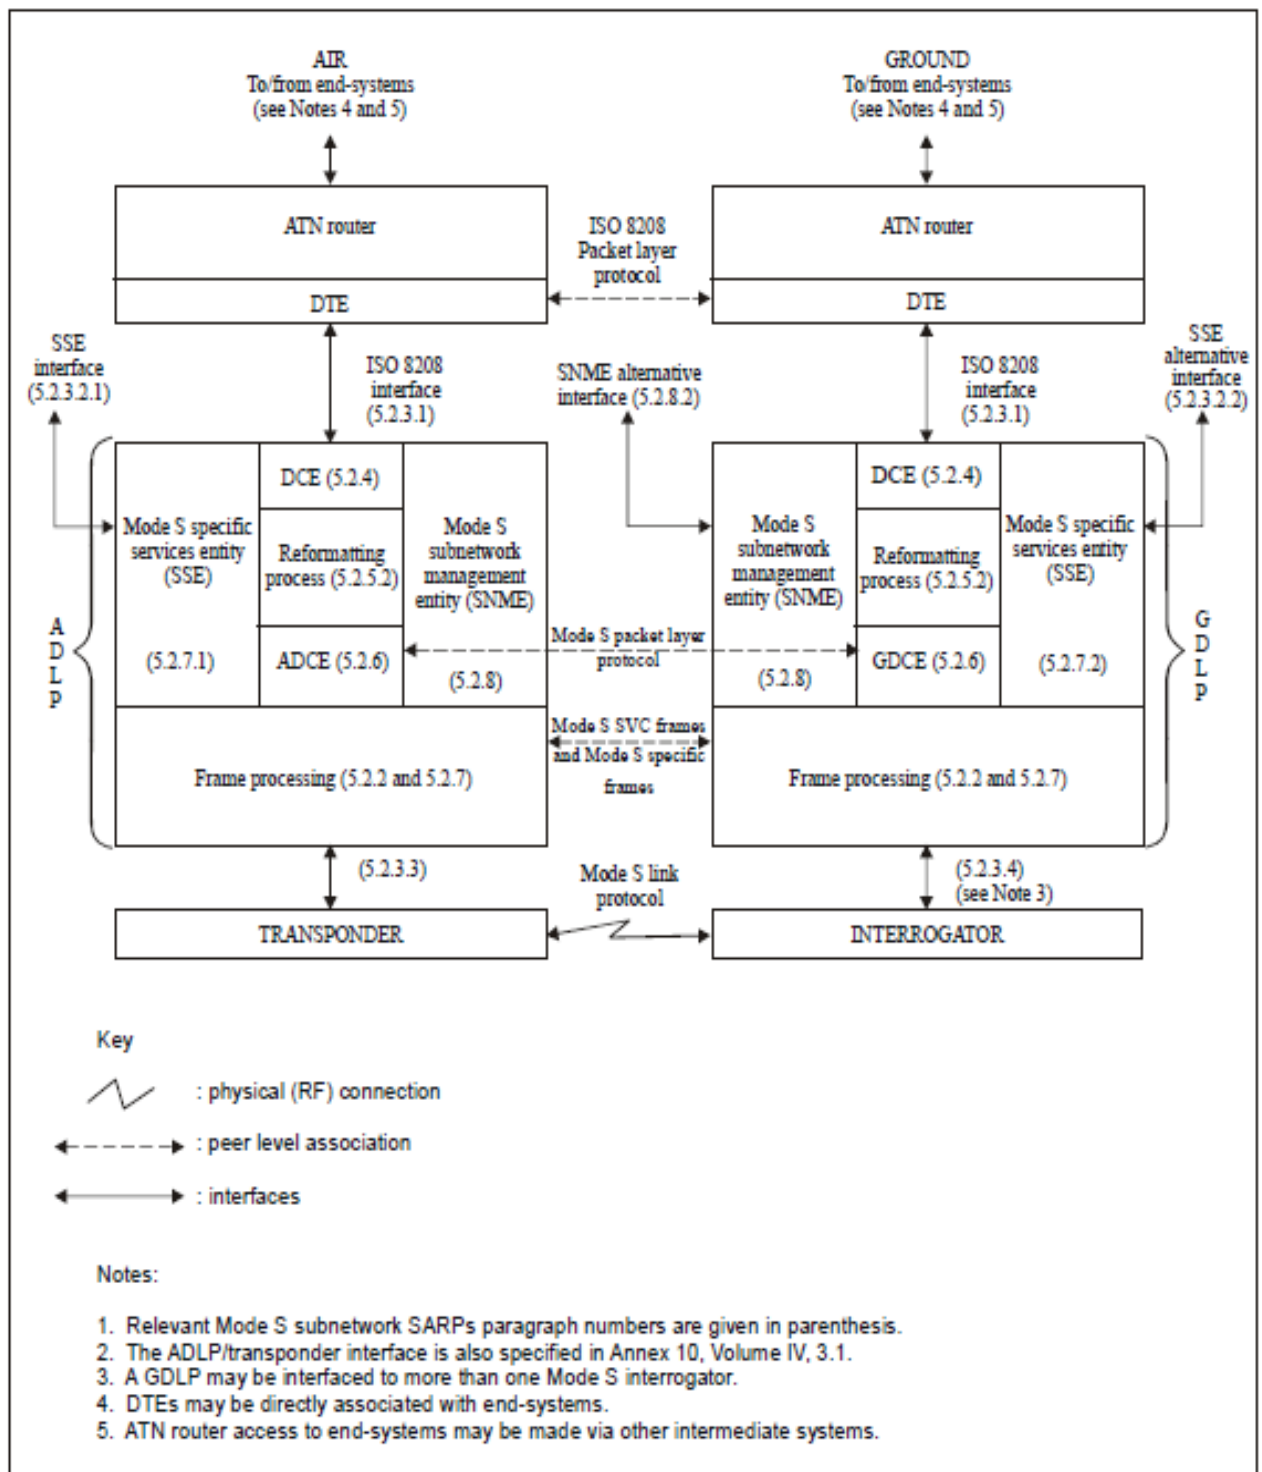 AIR
To/from end-systems
(see Notes 4 and 5)
GROUND
To/from end-systems
(see Notes 4 and 5)
ATN router
DTE
ISO 8208
Packet layer
protocol
ATN router
DTE
SSE
interface
(5.2.3.2.1)
ISO 8208
interface
(5.2.3.1)
SNME alternative
interface (5.2.8.2)
ISO 8208
interface
(5.2.3.1)
SSE
alternative
interface
(5.2.3.2.2)
A
D
L
P
Mode S specific
services entity
(SSE)
(5.2.7.1)
DCE (5.2.4)
Reformatting
process (5.2.5.2)
ADCE (5.2.6)
Mode S
subnetwork
management
entity (SNME)
(5.2.8)
Mode S packet layer
protocol
Mode S
subnetwork
management
entity (SNME)
(5.2.8)
DCE (5.2.4)
Reformatting
process (5.2.5.2)
GDCE (5.2.6)
Mode S specific
services entity
(SSE)
(5.2.7.2)
G
D
L
P
Frame processing (5.2.2 and 5.2.7)
Mode S SVC frames
and Mode S specific
frames
Frame processing (5.2.2 and 5.2.7)
(5.2.3.3)
Mode S link
protocol
(5.2.3.4)
(see Note 3)
TRANSPONDER
INTERROGATOR
Key
: physical (RF) connection
: peer level association
: interfaces
Notes:
1. Relevant Mode S subnetwork SARPs paragraph numbers are given in parenthesis.
2. The ADLP/transponder interface is also specified in Annex 10, Volume IV, 3.1.
3. A GDLP may be interfaced to more than one Mode S interrogator.
4. DTEs may be directly associated with end-systems.
5. ATN router access to end-systems may be made via other intermediate systems.